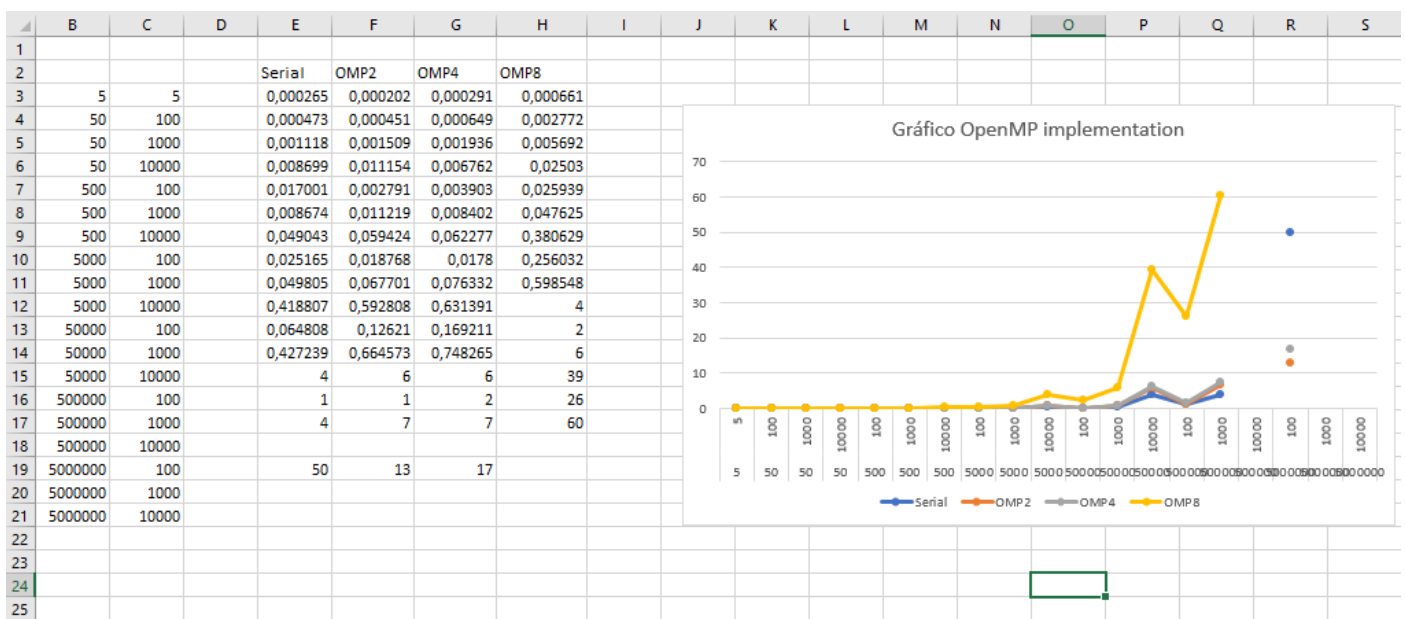 B C D E F G H I J K L M N O P Q R S
1
2 Serial OMP2 OMP4 OMP8
3 5 5 0,000265 0,000202 0,000291 0,000661
4 50 100 0,000473 0,000451 0,000649 0,002772
5 50 1000 0,001118 0,001509 0,001936 0,005692
6 50 10000 0,008699 0,011154 0,006762 0,02503
7 500 100 0,017001 0,002791 0,003903 0,025939
8 500 1000 0,008674 0,011219 0,008402 0,047625
9 500 10000 0,049043 0,059424 0,062277 0,380629
10 5000 100 0,025165 0,018768 0,0178 0,256032
11 5000 1000 0,049805 0,067701 0,076332 0,598548
12 5000 10000 0,418807 0,592808 0,631391 4
13 50000 100 0,064808 0,12621 0,169211 2
14 50000 1000 0,427239 0,664573 0,748265 6
15 50000 10000 4 6 6 39
16 500000 100 1 1 2 26
17 500000 1000 4 7 7 60
18 500000 10000
19 5000000 100 50 13 17
20 5000000 1000
21 5000000 10000
22
23
24
25
Gráfico OpenMP implementation
70
60
50
40
30
20
10
0
5 100 1000 10000 100 1000 10000 100 1000 10000 100 1000 10000 100 1000 10000 100 1000 10000
5 50 50 50 500 500 500 5000 5000 5000 50000 50000 50000 500000 500000 500000 5000000 5000000 5000000
Serial OMP2 OMP4 OMP8